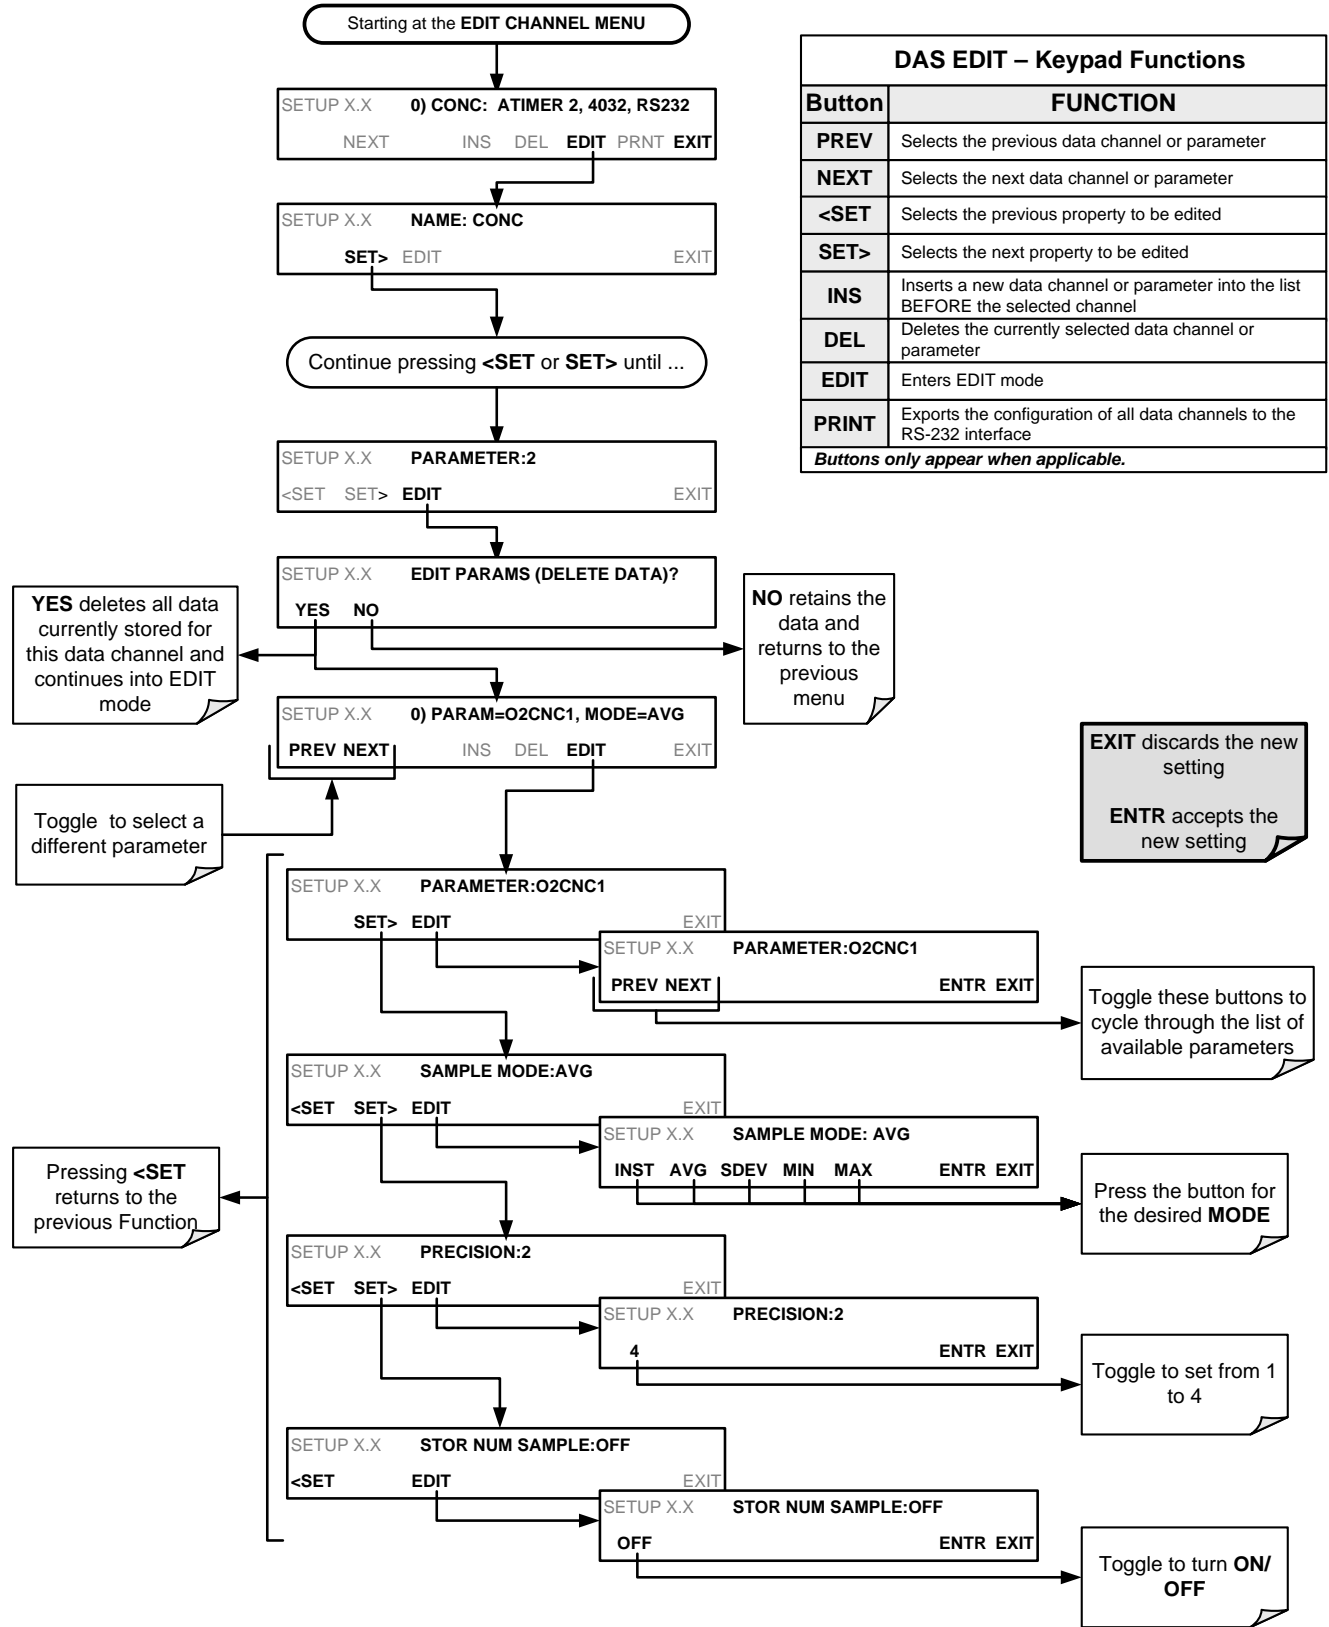 Starting at the EDIT CHANNEL MENU
SETUP X.X 0) CONC: ATIMER 2, 4032, RS232
NEXT INS DEL EDIT PRNT EXIT
SETUP X.X NAME: CONC
SET> EDIT EXIT
Continue pressing <SET or SET> until ...
SETUP X.X PARAMETER:2
<SET SET> EDIT EXIT
SETUP X.X EDIT PARAMS (DELETE DATA)?
YES NO
YES deletes all data
currently stored for
this data channel and
continues into EDIT
mode
NO retains the
data and
returns to the
previous
menu
SETUP X.X 0) PARAM=O2CNC1, MODE=AVG
PREV NEXT INS DEL EDIT EXIT
Toggle to select a
different parameter
DAS EDIT – Keypad Functions
Button FUNCTION
PREV Selects the previous data channel or parameter
NEXT Selects the next data channel or parameter
<SET Selects the previous property to be edited
SET> Selects the next property to be edited
INS Inserts a new data channel or parameter into the list
BEFORE the selected channel
DEL Deletes the currently selected data channel or
parameter
EDIT Enters EDIT mode
PRINT Exports the configuration of all data channels to the
RS-232 interface
Buttons only appear when applicable.
EXIT discards the new
setting
ENTR accepts the
new setting
SETUP X.X PARAMETER:O2CNC1
SET> EDIT EXIT
SETUP X.X PARAMETER:O2CNC1
PREV NEXT ENTR EXIT
Toggle these buttons to
cycle through the list of
available parameters
SETUP X.X SAMPLE MODE:AVG
<SET SET> EDIT EXIT
SETUP X.X SAMPLE MODE: AVG
INST AVG SDEV MIN MAX ENTR EXIT
Press the button for
the desired MODE
Pressing <SET
returns to the
previous Function
SETUP X.X PRECISION:2
<SET SET> EDIT EXIT
SETUP X.X PRECISION:2
4 ENTR EXIT
Toggle to set from 1
to 4
SETUP X.X STOR NUM SAMPLE:OFF
<SET EDIT EXIT
SETUP X.X STOR NUM SAMPLE:OFF
OFF ENTR EXIT
Toggle to turn ON/
OFF